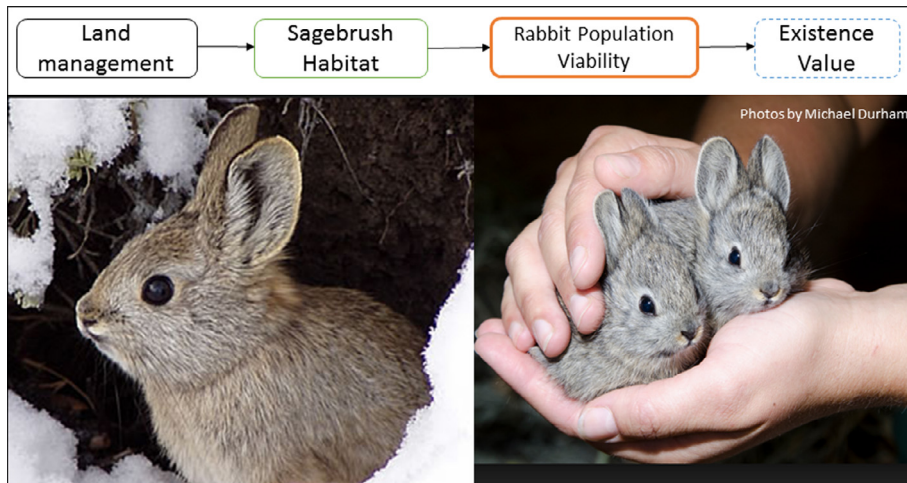 Land
management
Sagebrush
Habitat
Rabbit Population
Viability
Existence
Value
Photos by Michael Durham